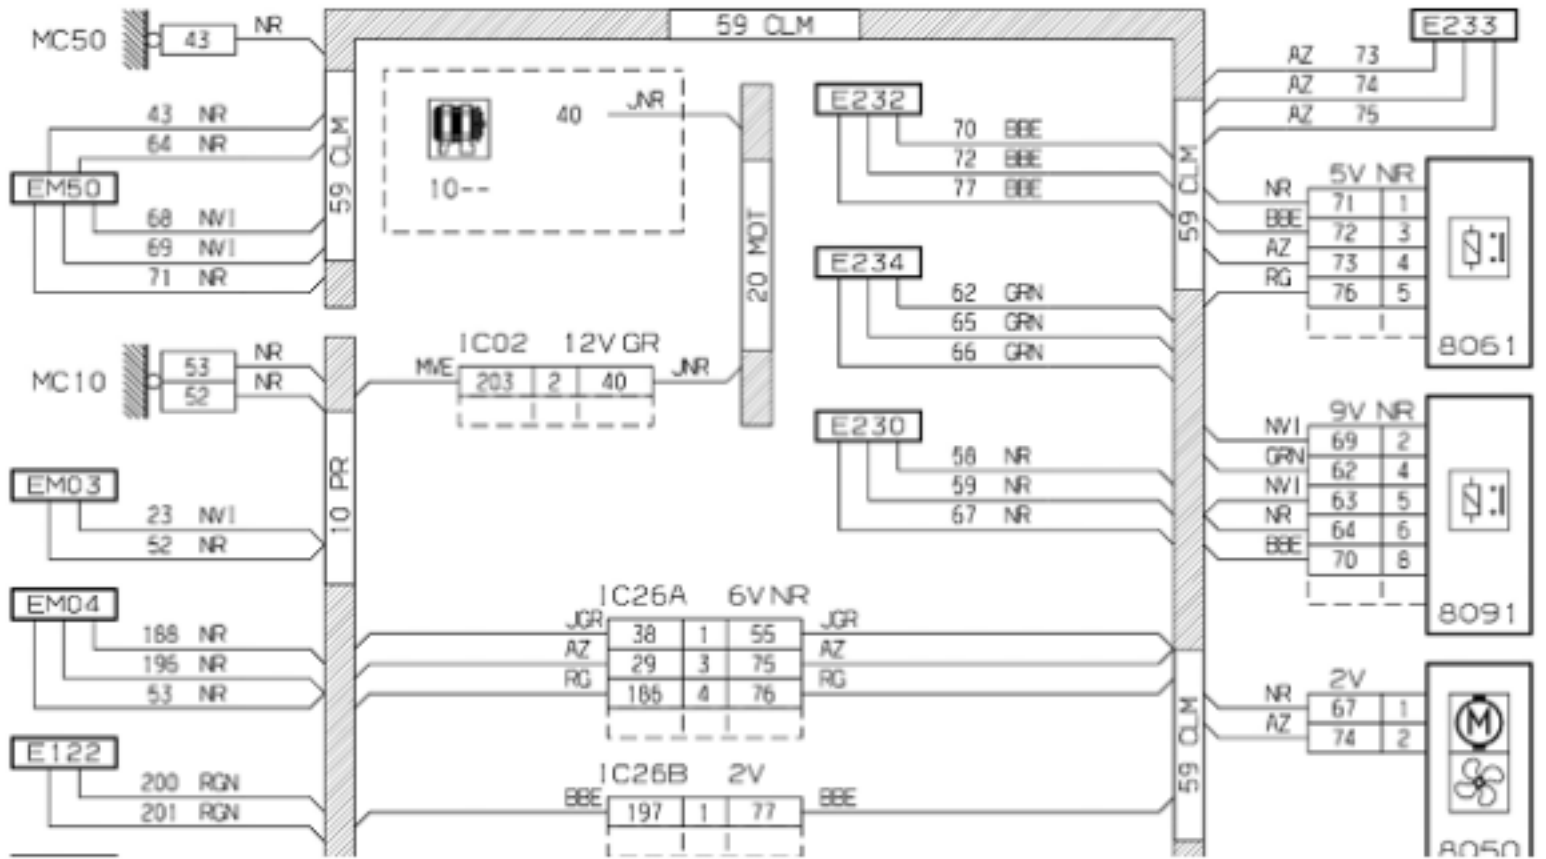 59 CLM
E233
MC50 43 NR
AZ 73
AZ 74
AZ 75
43 NR
64 NR
EM50
68 NVI
69 NVI
71 NR
59 CLM
40 JNR
10--
20 MOT
E232
70 BBE
72 BBE
77 BBE
59 CLM
5V NR
NR 71 1
BBE 72 3
AZ 73 4
RG 76 5
8061
E234
62 GRN
65 GRN
66 GRN
MC10 53 NR
52 NR
IC02 12V GR
MVE 203 2 40 JNR
10 PR
E230
58 NR
59 NR
67 NR
9V NR
NVI 69 2
GRN 62 4
NVI 63 5
NR 64 6
BBE 70 8
8091
EM03
23 NVI
52 NR
EM04
188 NR
196 NR
53 NR
IC26A 6V NR
JGR 38 1 55 JGR
AZ 29 3 75 AZ
RG 186 4 76 RG
59 CLM
2V
NR 67 1
AZ 74 2
M
8050
E122
200 RGN
201 RGN
IC26B 2V
BBE 197 1 77 BBE